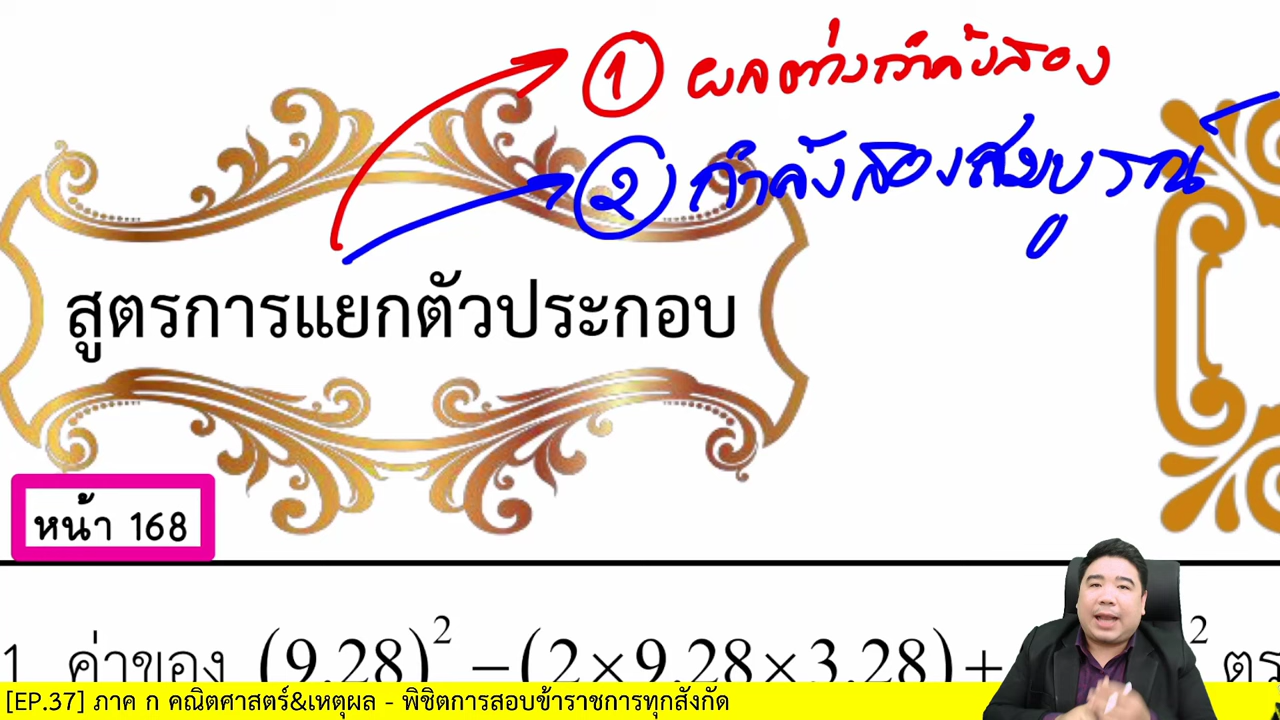 ① ผลต่างกำลังสอง
② กำลังสองสมบูรณ์
สูตรการแยกตัวประกอบ
หน้า 168
1 ค่าของ (9.28)² − (2×9.28×3.28)+ ² ตร
[EP.37] ภาค ก คณิตศาสตร์&เหตุผล - พิชิตการสอบข้าราชการทุกสังกัด